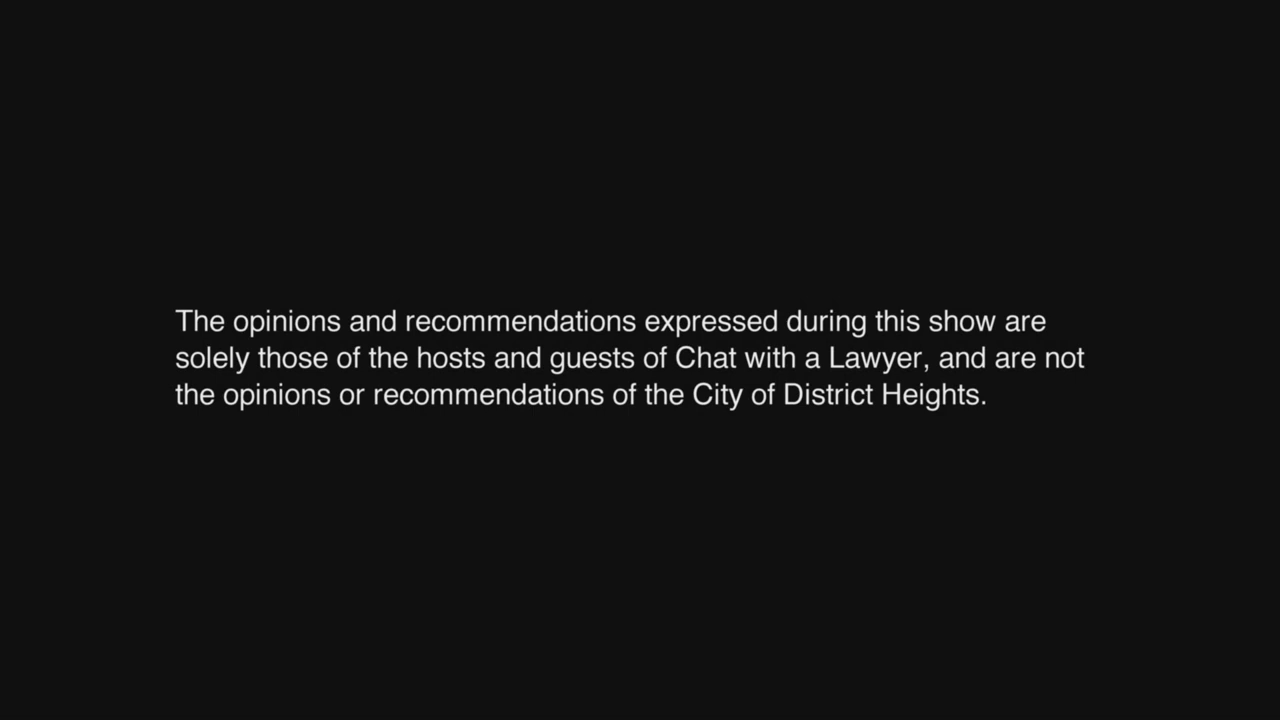 The opinions and recommendations expressed during this show are
solely those of the hosts and guests of Chat with a Lawyer, and are not
the opinions or recommendations of the City of District Heights.